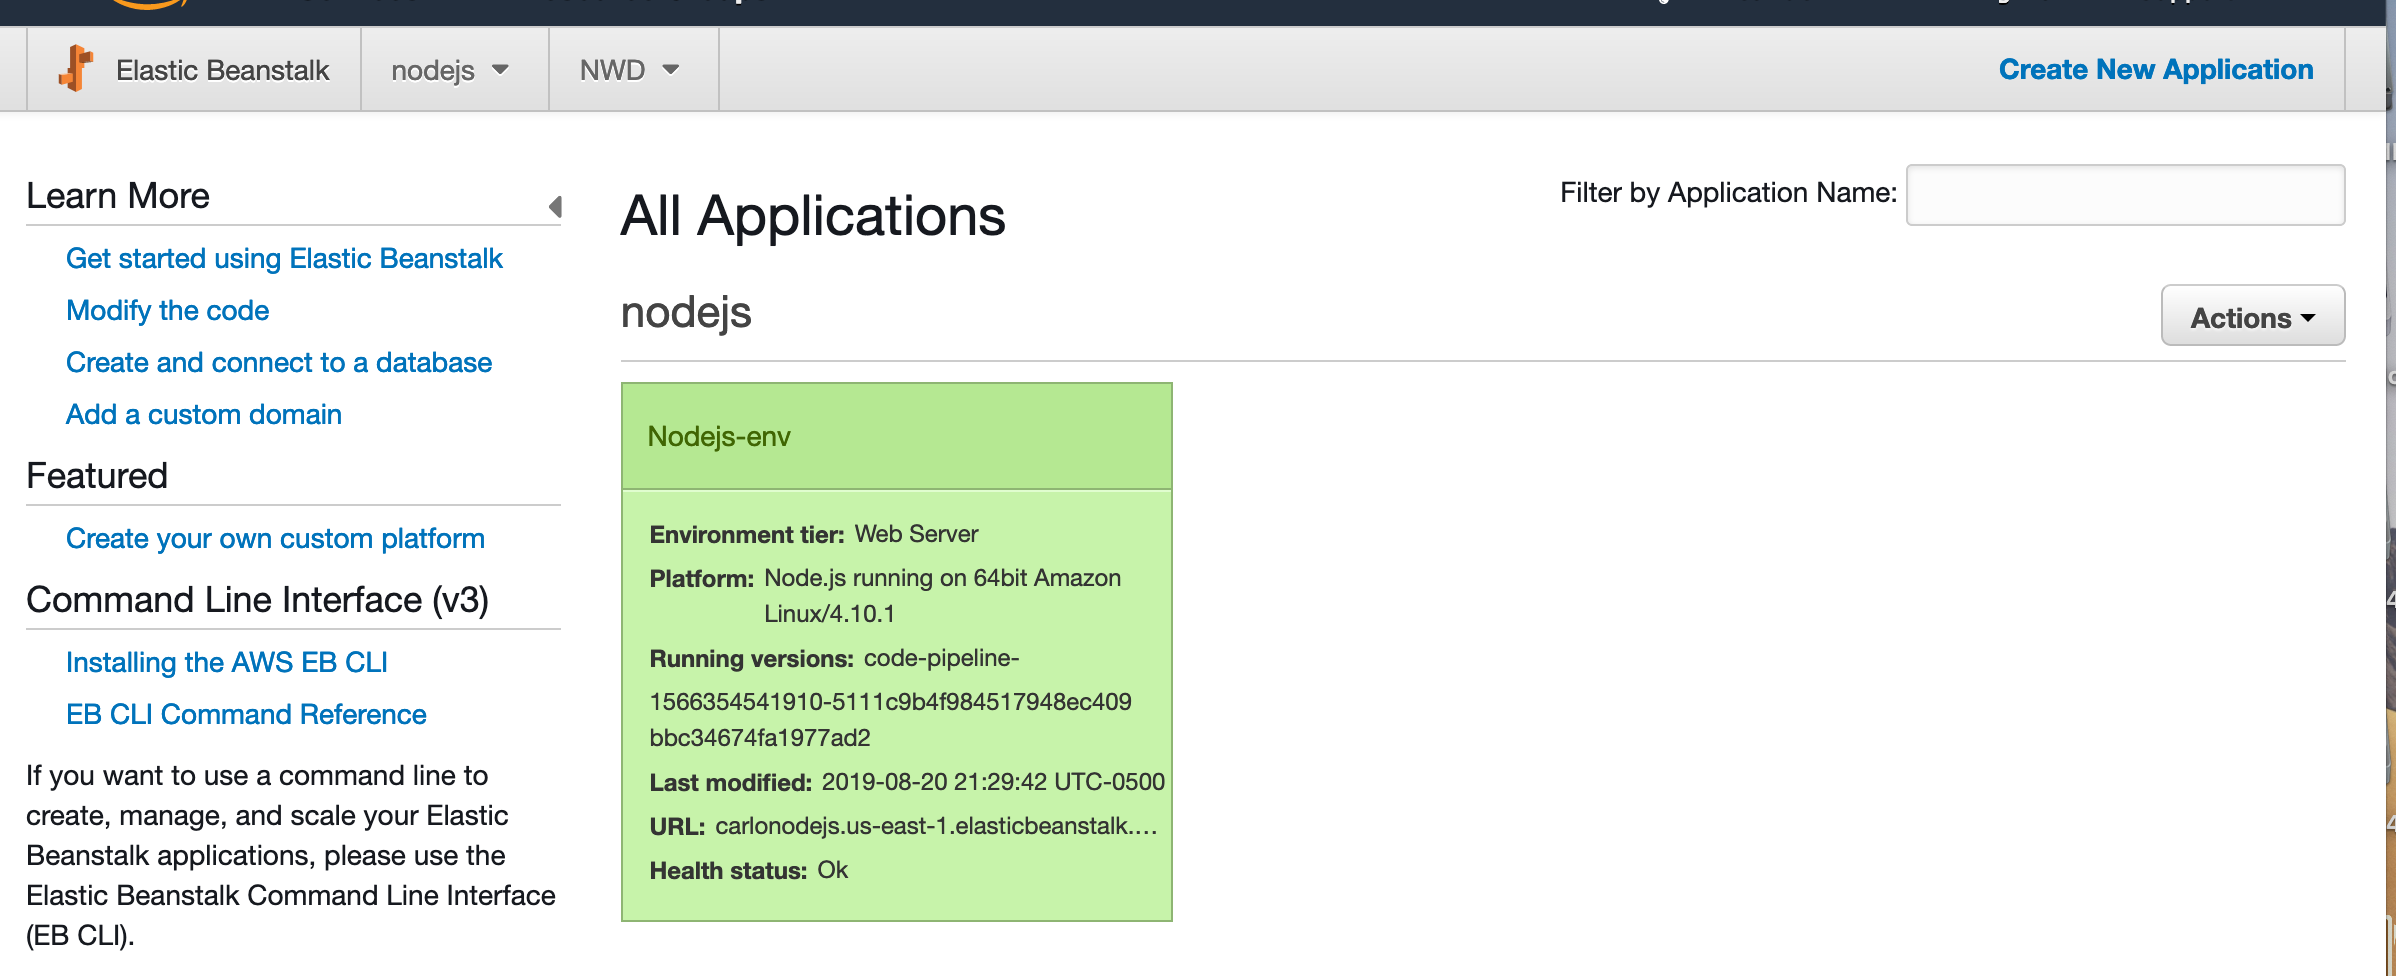 Elastic Beanstalk
nodejs
NWD
Create New Application
Learn More
Get started using Elastic Beanstalk
Modify the code
Create and connect to a database
Add a custom domain
Featured
Create your own custom platform
Command Line Interface (v3)
Installing the AWS EB CLI
EB CLI Command Reference
If you want to use a command line to
create, manage, and scale your Elastic
Beanstalk applications, please use the
Elastic Beanstalk Command Line Interface
(EB CLI).
All Applications
Filter by Application Name:
nodejs
Actions
Nodejs-env
Environment tier: Web Server
Platform: Node.js running on 64bit Amazon
Linux/4.10.1
Running versions: code-pipeline-
1566354541910-5111c9b4f984517948ec409
bbc34674fa1977ad2
Last modified: 2019-08-20 21:29:42 UTC-0500
URL: carlonodejs.us-east-1.elasticbeanstalk....
Health status: Ok